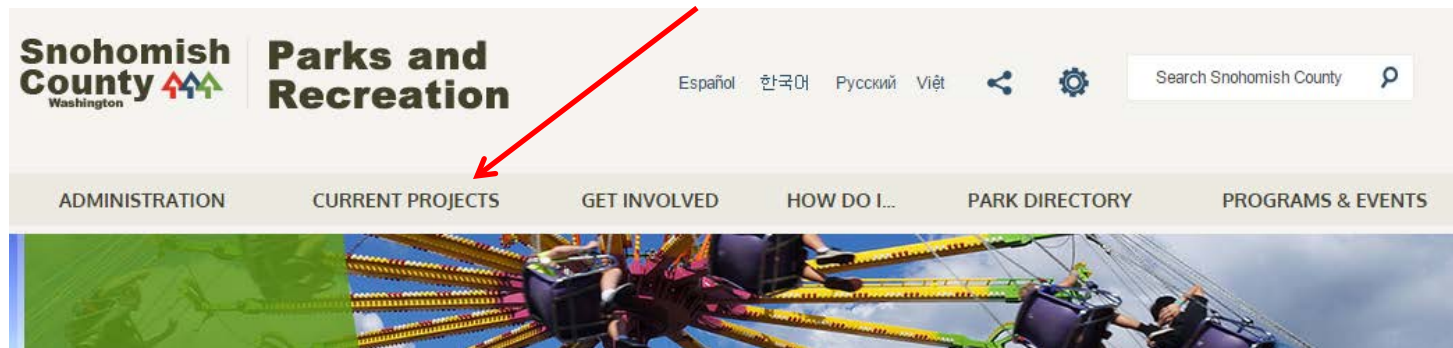 Snohomish County Washington
Parks and Recreation
Español 한국어 Русский Việt
Search Snohomish County
ADMINISTRATION CURRENT PROJECTS GET INVOLVED HOW DO I... PARK DIRECTORY PROGRAMS & EVENTS